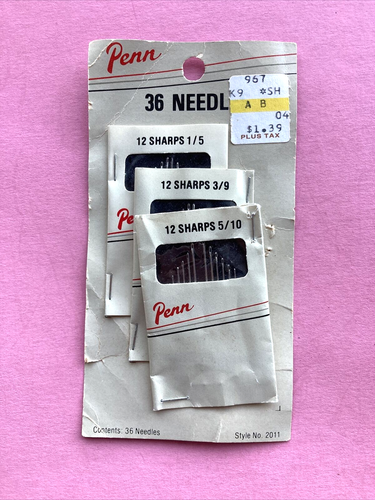 Penn
967
K9 ✡SH
A B
04
$1.39
PLUS TAX
36 NEEDL
12 SHARPS 1/5
12 SHARPS 3/9
12 SHARPS 5/10
Pe
Penn
Contents: 36 Needles
Style No. 2011